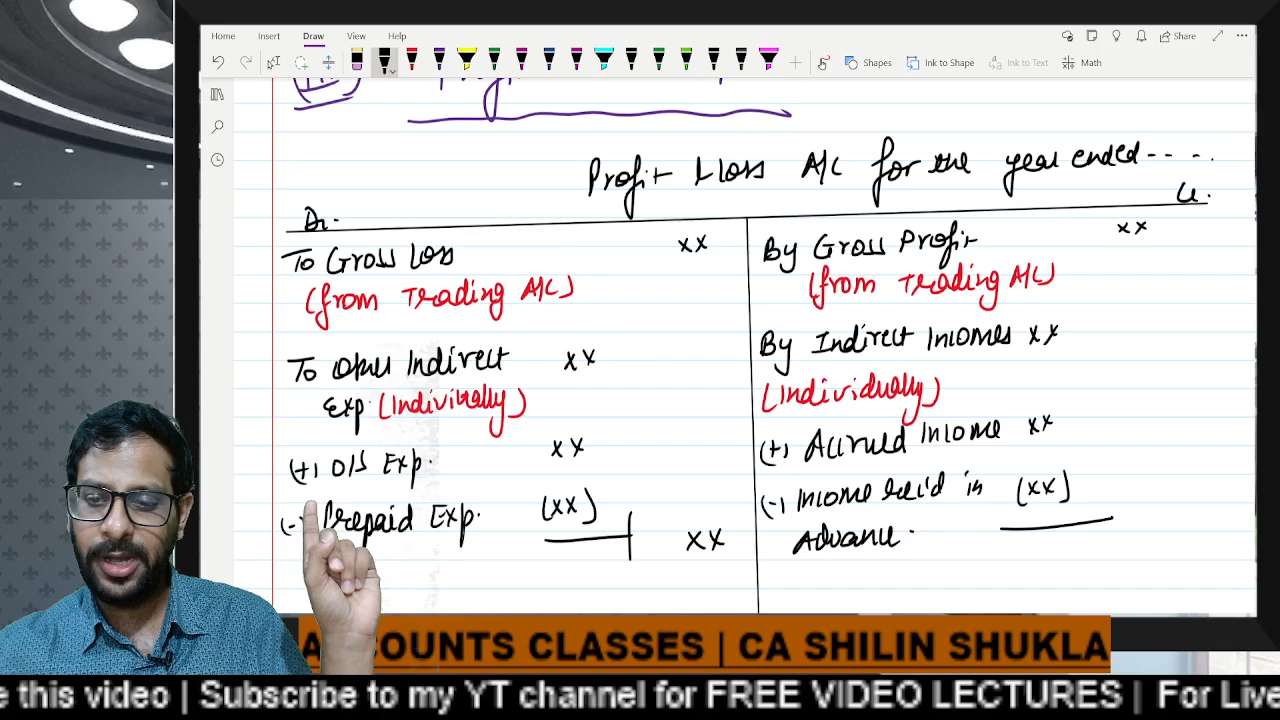 Home Insert Draw View Help
Share
Shapes Ink to Shape Ink to Text Math
Profit & Loss A/c for the year ended-- - -.
Dr.
To Gross Loss xx
(from Trading A/c)
To Other Indirect xx
Exp. (Individually)
(+) O/S Exp. xx
(-) Prepaid Exp. (xx)
xx
Cr.
By Gross Profit xx
(from Trading A/c)
By Indirect Incomes xx
(Individually)
(+) Accrued Income xx
(-) Income rec'd in (xx)
Advance.
ACCOUNTS CLASSES | CA SHILIN SHUKLA
e this video | Subscribe to my YT channel for FREE VIDEO LECTURES | For Live